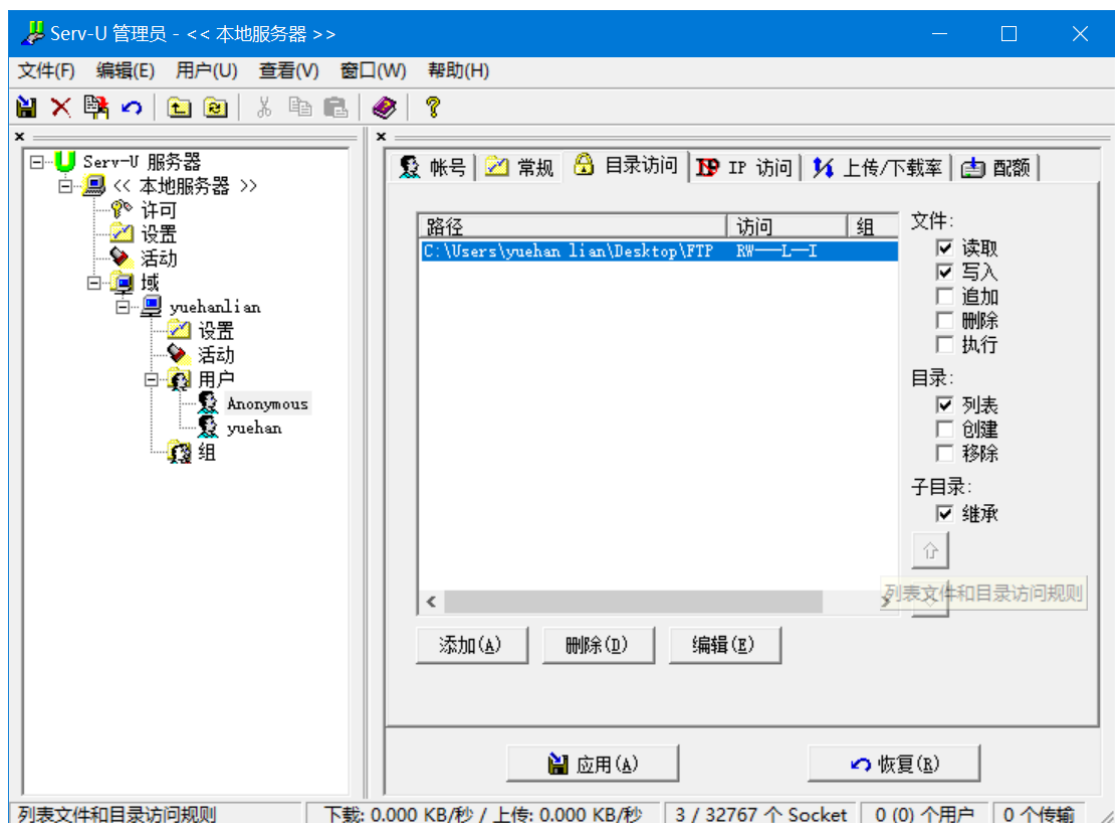 Serv-U 管理员 - << 本地服务器 >>
文件(F) 编辑(E) 用户(U) 查看(V) 窗口(W) 帮助(H)
Serv-U 服务器
<< 本地服务器 >>
许可
设置
活动
域
yuehanlian
设置
活动
用户
Anonymous
yuehan
组
帐号 常规 目录访问 IP 访问 上传/下载率 配额
路径 访问 组
C:\Users\yuehan lian\Desktop\FTP RW——L—I
文件:
读取
写入
追加
删除
执行
目录:
列表
创建
移除
子目录:
继承
列表文件和目录访问规则
添加(A) 删除(D) 编辑(E)
应用(A) 恢复(R)
列表文件和目录访问规则 下载: 0.000 KB/秒 / 上传: 0.000 KB/秒 3 / 32767 个 Socket 0 (0) 个用户 0 个传输